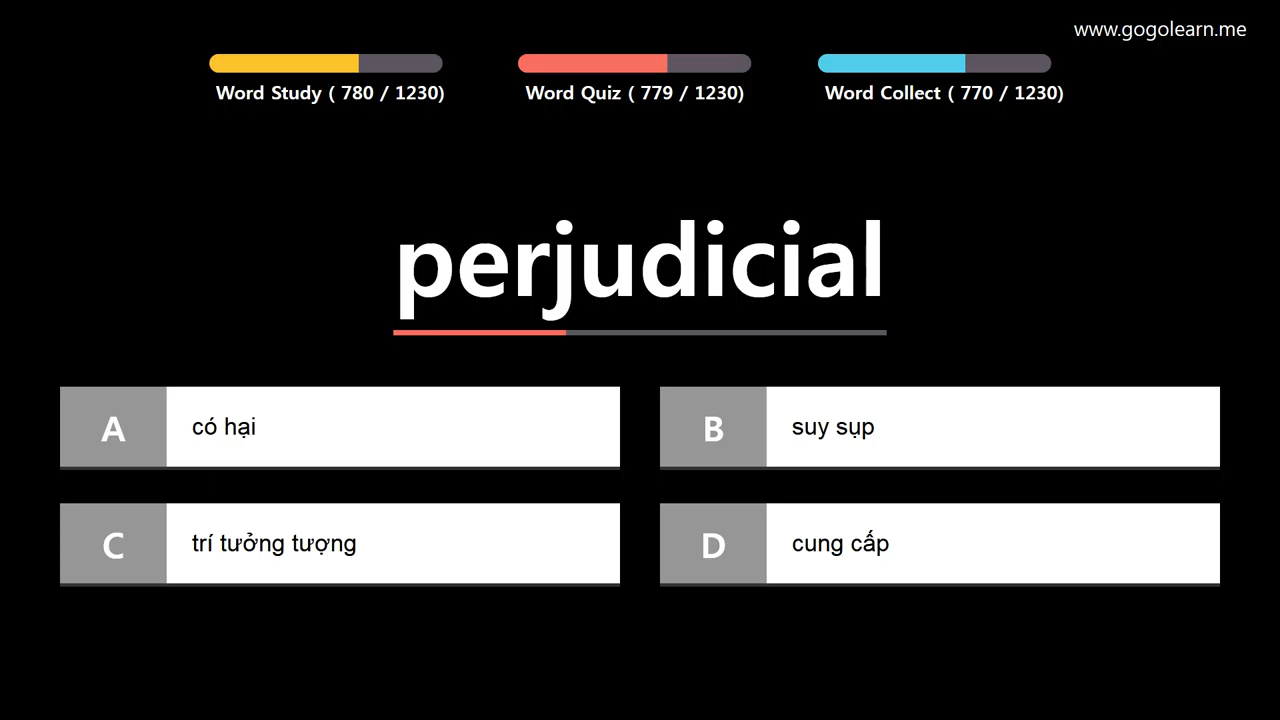 www.gogolearn.me
Word Study ( 780 / 1230)
Word Quiz ( 779 / 1230)
Word Collect ( 770 / 1230)
perjudicial
A có hại
B suy sụp
C trí tưởng tượng
D cung cấp